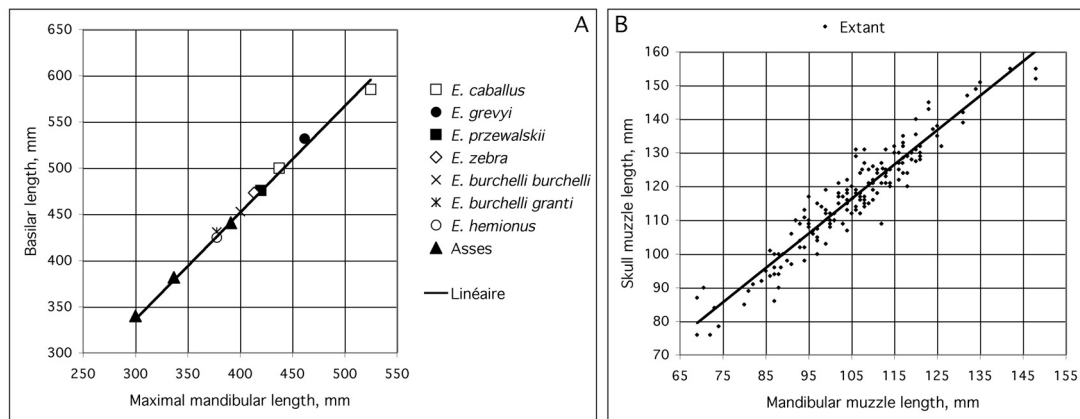 A
650
600
550
500
450
400
350
300
250 300 350 400 450 500 550
Basilar length, mm
Maximal mandibular length, mm
E. caballus
E. grevyi
E. przewalskii
E. zebra
E. burchelli burchelli
E. burchelli granti
E. hemionus
Asses
Linéaire
B
Extant
160
150
140
130
120
110
100
90
80
70
65 75 85 95 105 115 125 135 145 155
Skull muzzle length, mm
Mandibular muzzle length, mm